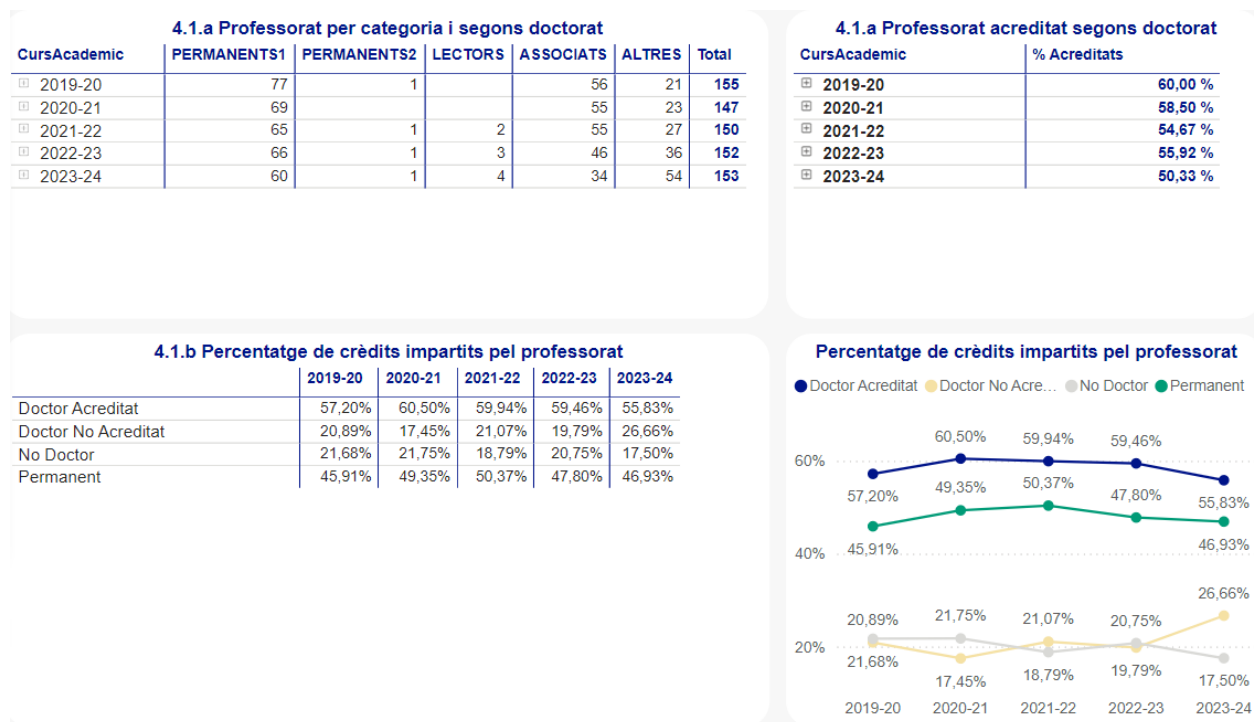 4.1.a Professorat per categoria i segons doctorat
CursAcademic PERMANENTS1 PERMANENTS2 LECTORS ASSOCIATS ALTRES Total
2019-20 77 1 56 21 155
2020-21 69 55 23 147
2021-22 65 1 2 55 27 150
2022-23 66 1 3 46 36 152
2023-24 60 1 4 34 54 153
4.1.a Professorat acreditat segons doctorat
CursAcademic % Acreditats
2019-20 60,00 %
2020-21 58,50 %
2021-22 54,67 %
2022-23 55,92 %
2023-24 50,33 %
4.1.b Percentatge de crèdits impartits pel professorat
2019-20 2020-21 2021-22 2022-23 2023-24
Doctor Acreditat 57,20% 60,50% 59,94% 59,46% 55,83%
Doctor No Acreditat 20,89% 17,45% 21,07% 19,79% 26,66%
No Doctor 21,68% 21,75% 18,79% 20,75% 17,50%
Permanent 45,91% 49,35% 50,37% 47,80% 46,93%
Percentatge de crèdits impartits pel professorat
Doctor Acreditat Doctor No Acre... No Doctor Permanent
60,50% 59,94% 59,46%
60%
57,20% 49,35% 50,37% 47,80% 55,83%
40% 45,91% 46,93%
26,66%
20,89% 21,75% 21,07% 20,75%
20%
21,68% 17,45% 18,79% 19,79% 17,50%
2019-20 2020-21 2021-22 2022-23 2023-24